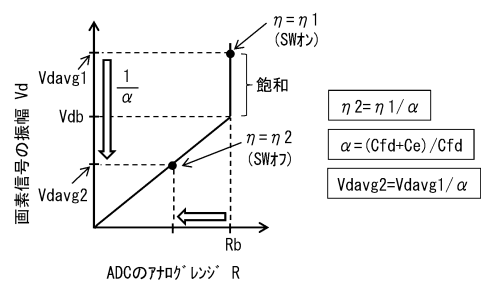 η=η1
(SWオン)
Vdavg1
1
α
飽和
Vdb
η2=η1/α
η=η2
(SWオフ)
α=(Cfd+Ce)/Cfd
Vdavg2
Vdavg2=Vdavg1/α
画素信号の振幅 Vd
Rb
ADCのアナログレンジ R